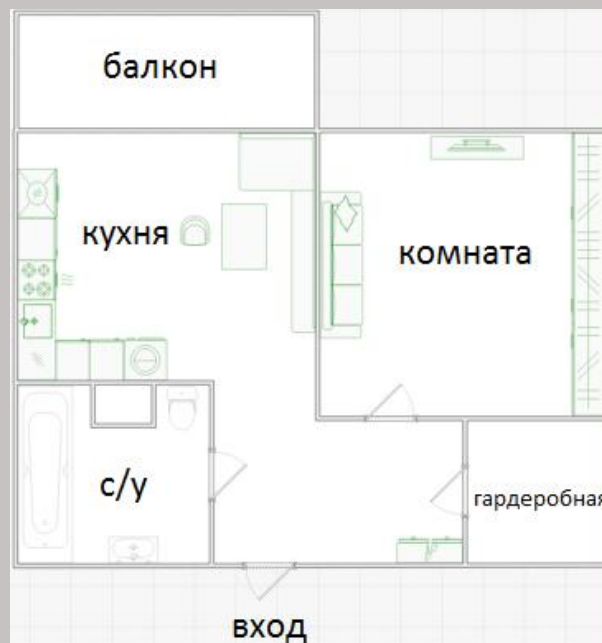 балкон
кухня
комната
с/у
гардеробная
вход